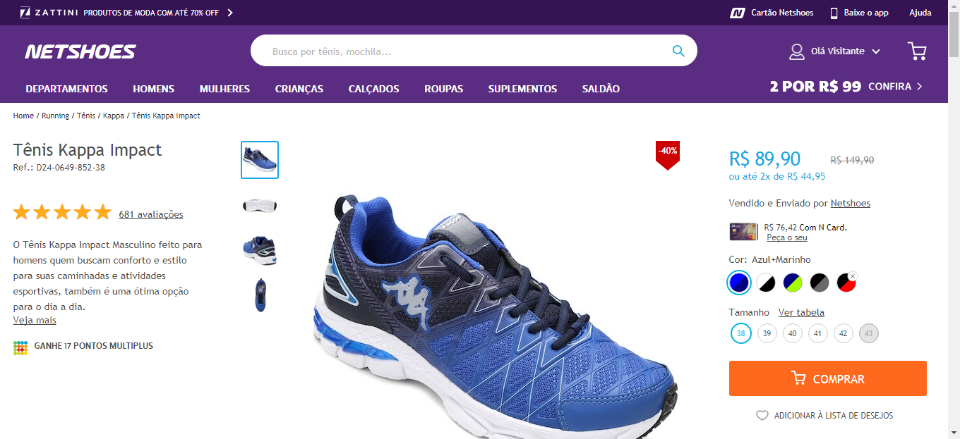 ZATTINI PRODUTOS DE MODA COM ATÉ 70% OFF
Cartão Netshoes
Baixe o app
Ajuda
NETSHOES
Busca por tênis, mochila...
Olá Visitante
DEPARTAMENTOS HOMENS MULHERES CRIANÇAS CALÇADOS ROUPAS SUPLEMENTOS SALDÃO
2 POR R$ 99 CONFIRA
Home / Running / Tênis / Kappa / Tênis Kappa Impact
Tênis Kappa Impact
Ref.: D24-0649-852-38
681 avaliações
O Tênis Kappa Impact Masculino feito para
homens que buscam conforto e estilo
para suas caminhadas e atividades
esportivas, também é uma ótima opção
para o dia a dia.
Veja mais
GANHE 17 PONTOS MULTIPLUS
-40%
R$ 89,90 R$ 149,90
ou até 2x de R$ 44,95
Vendido e Enviado por Netshoes
R$ 76,42 Com N Card.
Peça o seu
Cor: Azul+Marinho
Tamanho Ver tabela
38 39 40 41 42 43
COMPRAR
ADICIONAR À LISTA DE DESEJOS